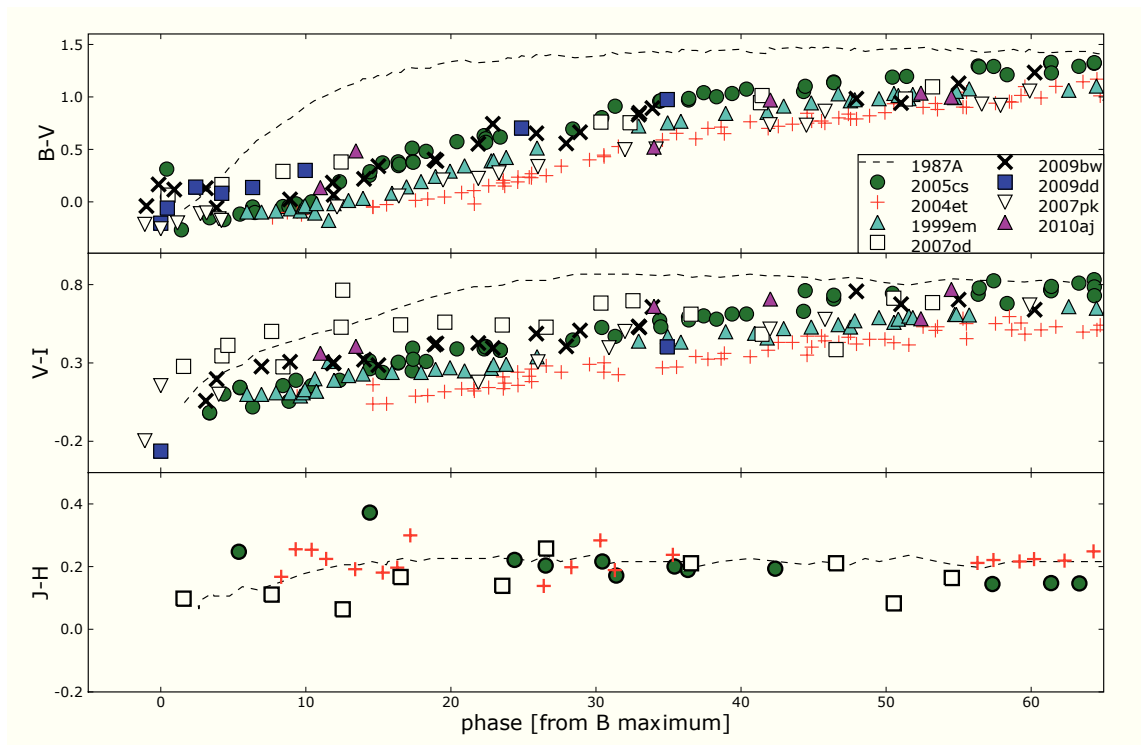 1.5
1.0
0.5
0.0
B-V
1987A
2005cs
2004et
1999em
2007od
2009bw
2009dd
2007pk
2010aj
0.8
0.3
-0.2
V-I
0.4
0.2
0.0
-0.2
J-H
0 10 20 30 40 50 60
phase [from B maximum]